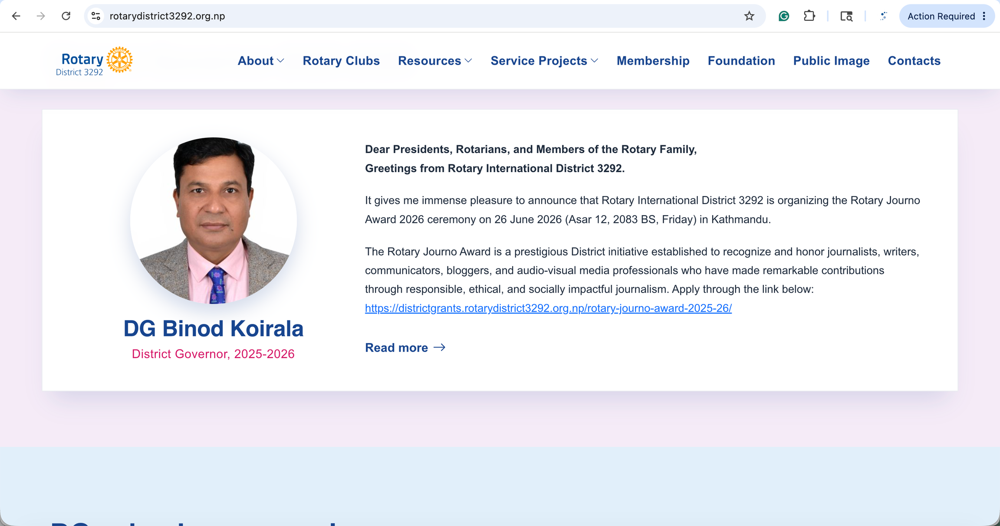 rotarydistrict3292.org.np
Action Required
Rotary
District 3292
About
Rotary Clubs
Resources
Service Projects
Membership
Foundation
Public Image
Contacts
Dear Presidents, Rotarians, and Members of the Rotary Family,
Greetings from Rotary International District 3292.
It gives me immense pleasure to announce that Rotary International District 3292 is organizing the Rotary Journo
Award 2026 ceremony on 26 June 2026 (Asar 12, 2083 BS, Friday) in Kathmandu.
The Rotary Journo Award is a prestigious District initiative established to recognize and honor journalists, writers,
communicators, bloggers, and audio-visual media professionals who have made remarkable contributions
through responsible, ethical, and socially impactful journalism. Apply through the link below:
https://districtgrants.rotarydistrict3292.org.np/rotary-journo-award-2025-26/
Read more
DG Binod Koirala
District Governor, 2025-2026